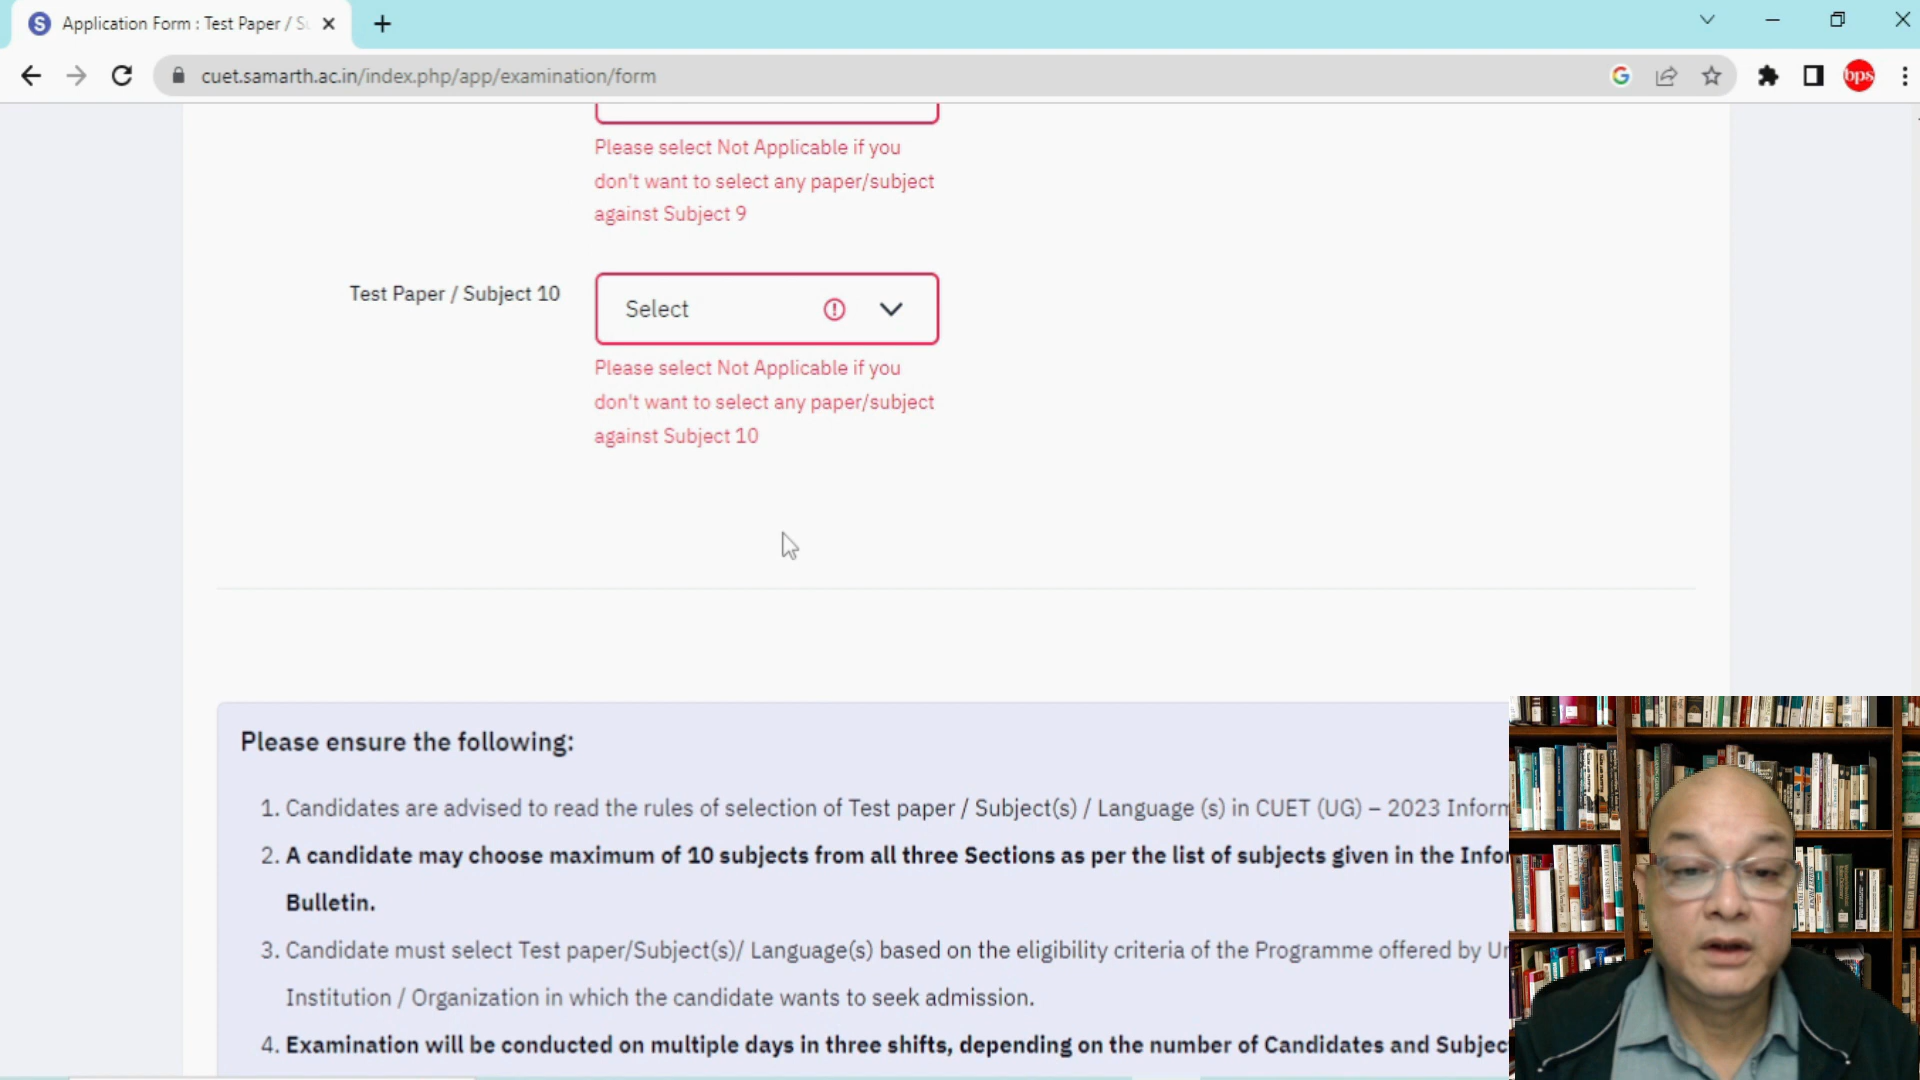 Application Form : Test Paper / S
cuet.samarth.ac.in/index.php/app/examination/form
bps
Please select Not Applicable if you
don't want to select any paper/subject
against Subject 9
Test Paper / Subject 10
Select
Please select Not Applicable if you
don't want to select any paper/subject
against Subject 10
Please ensure the following:
1. Candidates are advised to read the rules of selection of Test paper / Subject(s) / Language (s) in CUET (UG) – 2023 Inform
2. A candidate may choose maximum of 10 subjects from all three Sections as per the list of subjects given in the Infor
Bulletin.
3. Candidate must select Test paper/Subject(s)/ Language(s) based on the eligibility criteria of the Programme offered by Un
Institution / Organization in which the candidate wants to seek admission.
4. Examination will be conducted on multiple days in three shifts, depending on the number of Candidates and Subjec